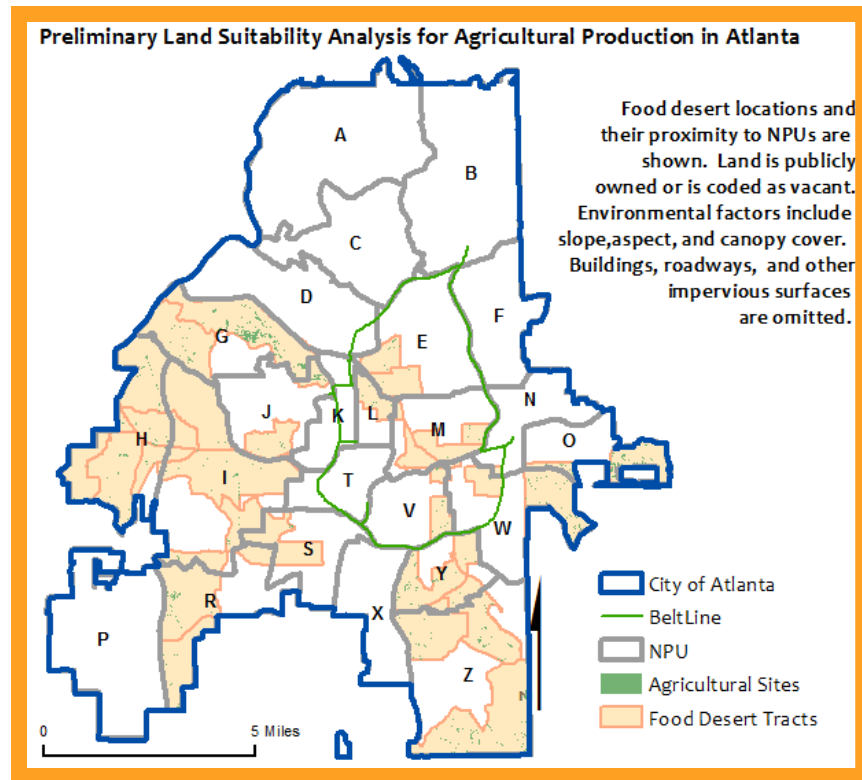 Preliminary Land Suitability Analysis for Agricultural Production in Atlanta
Food desert locations and
their proximity to NPUs are
shown. Land is publicly
owned or is coded as vacant.
Environmental factors include
slope,aspect, and canopy cover.
Buildings, roadways, and other
impervious surfaces
are omitted.
A
B
C
D
E
F
G
H
I
J
K
L
M
N
O
P
R
S
T
V
W
X
Y
Z
N
City of Atlanta
BeltLine
NPU
Agricultural Sites
Food Desert Tracts
0
5 Miles